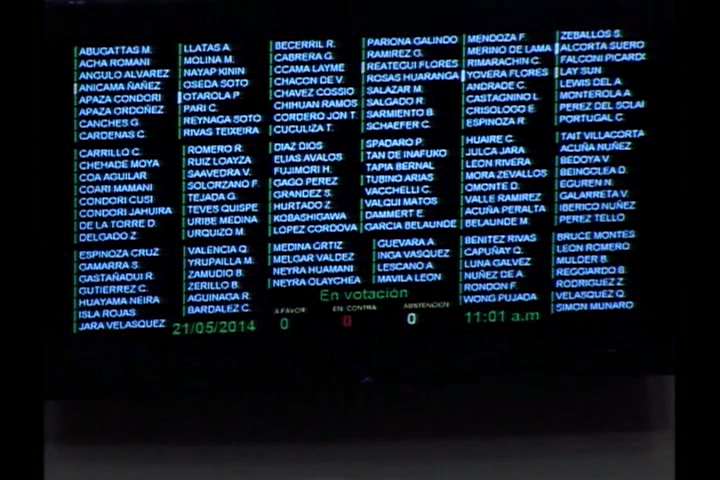 ABUGATTAS M.
ACHA ROMANI
ANGULO ALVAREZ
ANICAMA ÑAÑEZ
APAZA CONDORI
APAZA ORDOÑEZ
CANCHES G.
CARDENAS C.
CARRILLO C.
CHEHADE MOYA
COA AGUILAR
COARI MAMANI
CONDORI CUSI
CONDORI JAHUIRA
DE LA TORRE D.
DELGADO Z.
ESPINOZA CRUZ
GAMARRA S.
GASTAÑADUI R.
GUTIERREZ C.
HUAYAMA NEIRA
ISLA ROJAS
JARA VELASQUEZ
LLATAS A.
MOLINA M.
NAYAP KININ
OSEDA SOTO
OTAROLA P.
PARI C.
REYNAGA SOTO
RIVAS TEIXEIRA
ROMERO R.
RUIZ LOAYZA
SAAVEDRA V.
SOLORZANO F.
TEJADA G.
TEVES QUISPE
URIBE MEDINA
URQUIZO M.
VALENCIA Q.
YRUPAILLA M.
ZAMUDIO B.
ZERILLO B.
AGUINAGA R.
BARDALEZ C.
BECERRIL R.
CABRERA G.
CCAMA LAYME
CHACON DE V.
CHAVEZ COSSIO
CHIHUAN RAMOS
CORDERO JON T.
CUCULIZA T.
DIAZ DIOS
ELIAS AVALOS
FUJIMORI H.
GAGO PEREZ
GRANDEZ S.
HURTADO Z.
KOBASHIGAWA
LOPEZ CORDOVA
MEDINA ORTIZ
MELGAR VALDEZ
NEYRA HUAMANI
NEYRA OLAYCHEA
PARIONA GALINDO
RAMIREZ G.
REATEGUI FLORES
ROSAS HUARANGA
SALAZAR M.
SALGADO R.
SARMIENTO B.
SCHAEFER C.
SPADARO P.
TAN DE INAFUKO
TAPIA BERNAL
TUBINO ARIAS
VACCHELLI C.
VALQUI MATOS
DAMMERT E.
GARCIA BELAUNDE
GUEVARA A.
INGA VASQUEZ
LESCANO A.
MAVILA LEON
MENDOZA F.
MERINO DE LAMA
RIMARACHIN C.
YOVERA FLORES
ANDRADE C.
CASTAGNINO L.
CRISOLOGO E.
ESPINOZA R.
HUAIRE C.
JULCA JARA
LEON RIVERA
MORA ZEVALLOS
OMONTE D.
VALLE RAMIREZ
ACUÑA PERALTA
BELAUNDE M.
BENITEZ RIVAS
CAPUÑAY Q.
LUNA GALVEZ
NUÑEZ DE A.
RONDON F.
WONG PUJADA
ZEBALLOS S.
ALCORTA SUERO
FALCONI PICARDO
LAY SUN
LEWIS DEL A.
MONTEROLA A.
PEREZ DEL SOLAR
PORTUGAL C.
TAIT VILLACORTA
ACUÑA NUÑEZ
BEDOYA V.
BEINGOLEA D.
EGUREN N.
GALARRETA V.
IBERICO NUÑEZ
PEREZ TELLO
BRUCE MONTES
LEON ROMERO
MULDER B.
REGGIARDO B.
RODRIGUEZ Z.
VELASQUEZ Q.
SIMON MUNARO
En votación
A FAVOR EN CONTRA ABSTENCION
21/05/2014 0 0 0 11:01 a.m